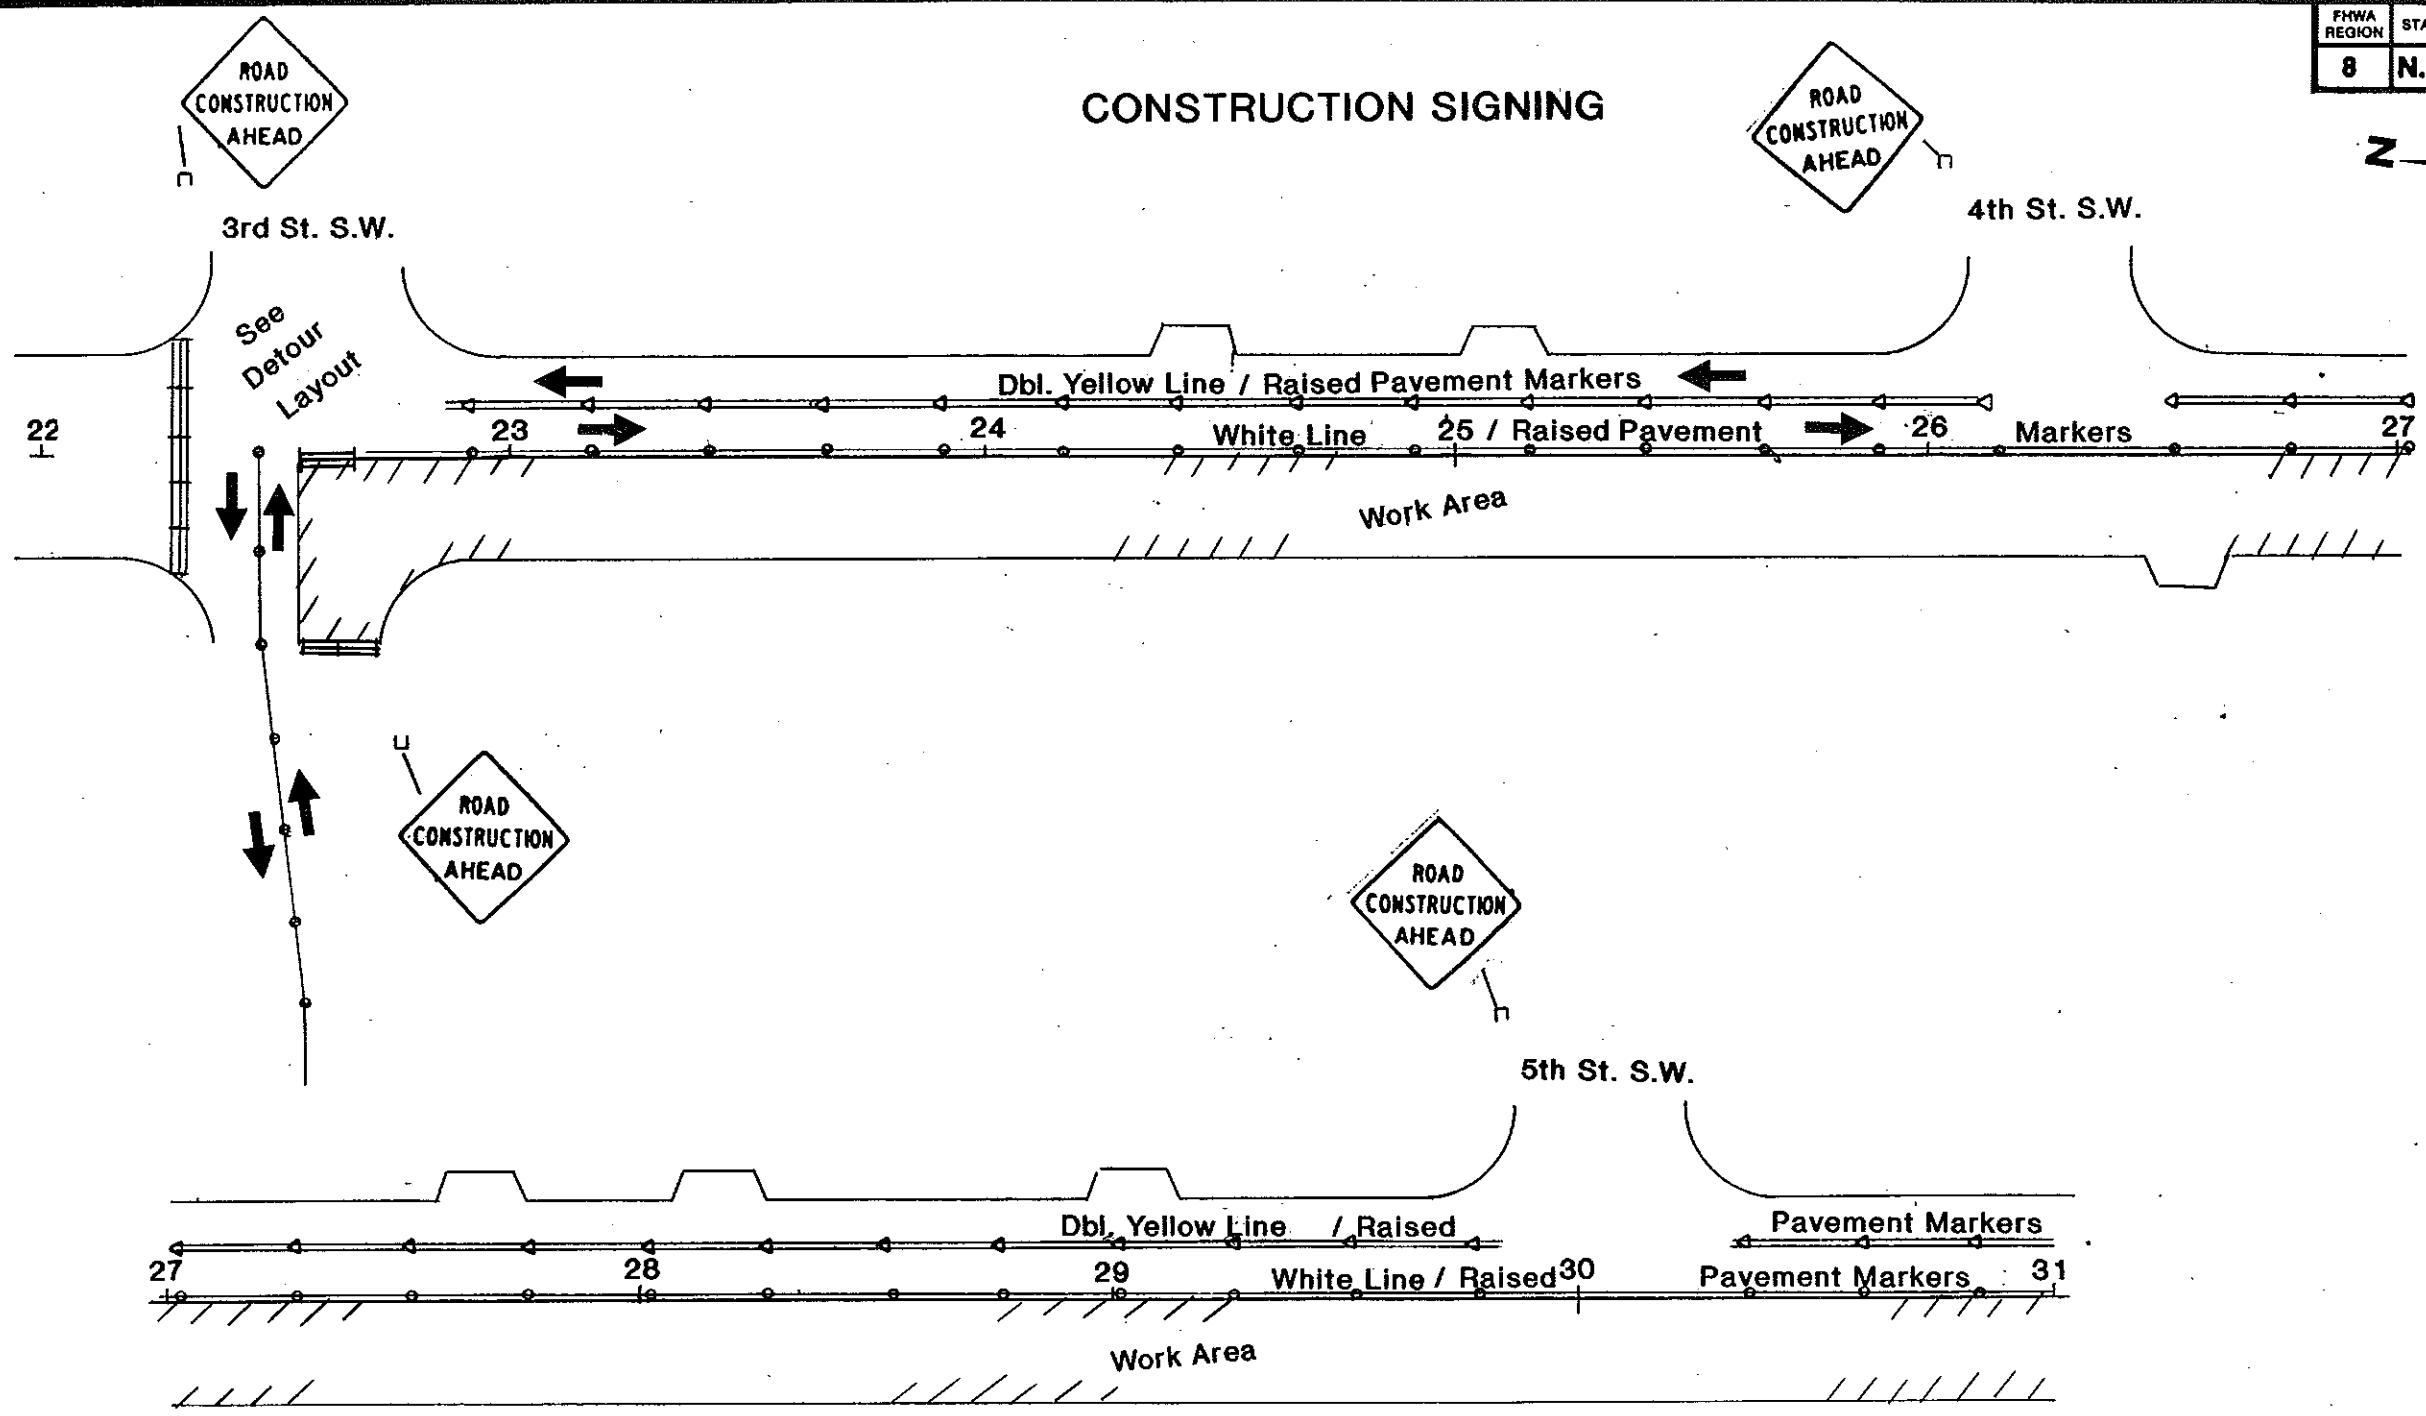 FHWA REGION
8
N.
N
CONSTRUCTION SIGNING
ROAD
CONSTRUCTION
AHEAD
ROAD
CONSTRUCTION
AHEAD
3rd St. S.W.
4th St. S.W.
See
Detour
Layout
Dbl. Yellow Line / Raised Pavement Markers
22
23
24
White Line
25 / Raised Pavement
26
Markers
27
Work Area
ROAD
CONSTRUCTION
AHEAD
ROAD
CONSTRUCTION
AHEAD
5th St. S.W.
Dbl. Yellow Line / Raised
Pavement Markers
27
28
29
White Line / Raised
30
Pavement Markers
31
Work Area